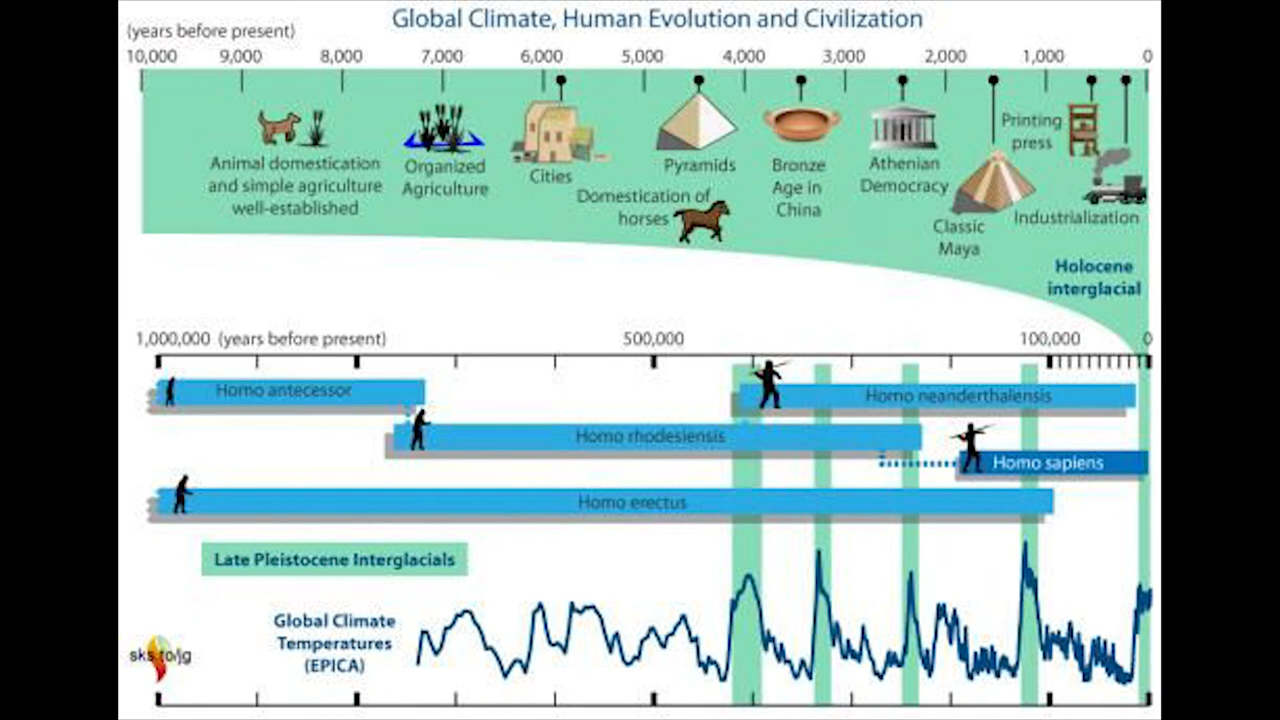 Global Climate, Human Evolution and Civilization
(years before present)
10,000 9,000 8,000 7,000 6,000 5,000 4,000 3,000 2,000 1,000 0
Animal domestication
and simple agriculture
well-established
Organized
Agriculture
Cities
Domestication of
horses
Pyramids
Bronze
Age in
China
Athenian
Democracy
Classic
Maya
Printing
press
Industrialization
Holocene
interglacial
1,000,000 (years before present) 500,000 100,000 0
Homo antecessor
Homo neanderthalensis
Homo rhodesiensis
Homo sapiens
Homo erectus
Late Pleistocene Interglacials
Global Climate
Temperatures
(EPICA)
sks.to/jg